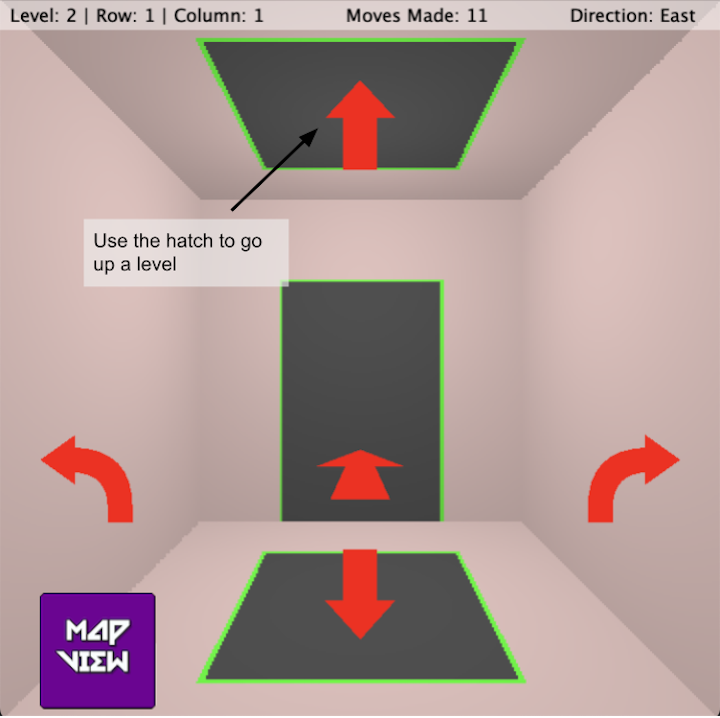 Level: 2 | Row: 1 | Column: 1 Moves Made: 11 Direction: East
Use the hatch to go
up a level
MAP
VIEW